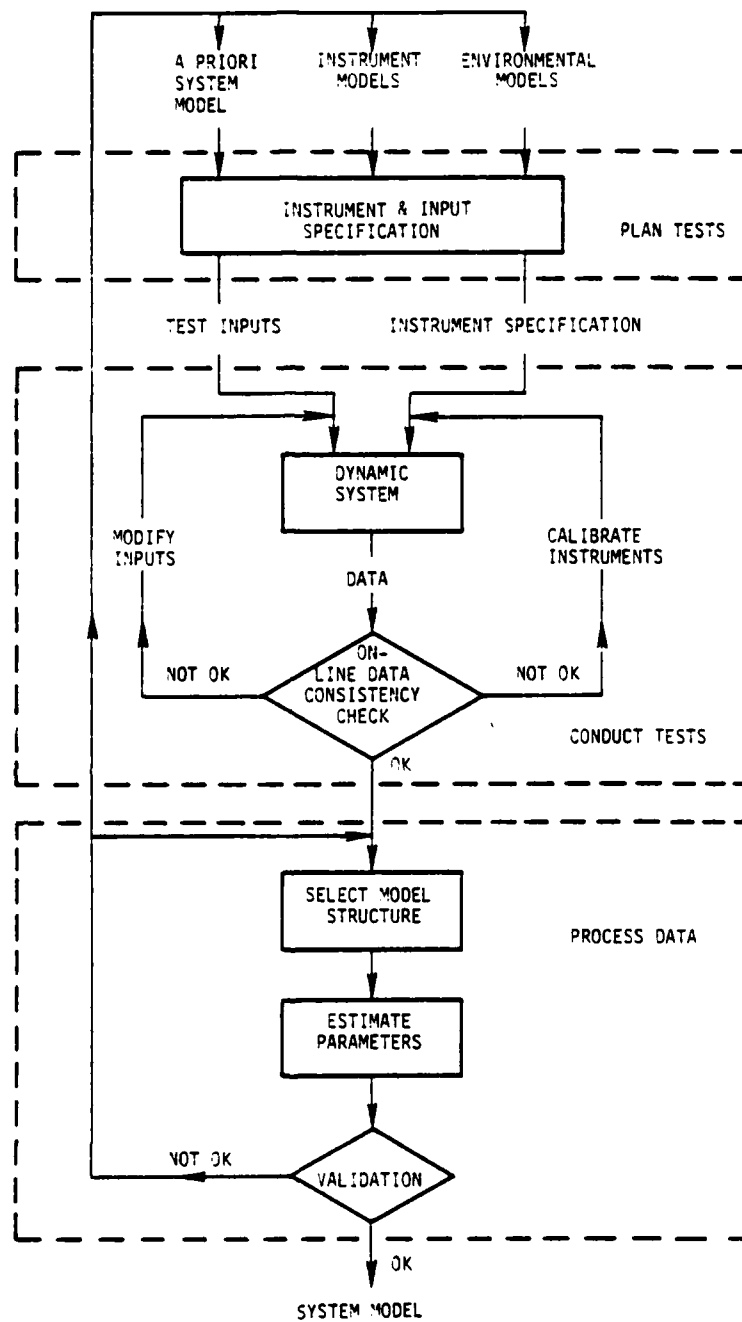 A PRIORI
SYSTEM
MODEL
INSTRUMENT
MODELS
ENVIRONMENTAL
MODELS
INSTRUMENT & INPUT
SPECIFICATION
PLAN TESTS
TEST INPUTS
INSTRUMENT SPECIFICATION
DYNAMIC
SYSTEM
MODIFY
INPUTS
CALIBRATE
INSTRUMENTS
DATA
NOT OK
ON-
LINE DATA
CONSISTENCY
CHECK
NOT OK
CONDUCT TESTS
OK
SELECT MODEL
STRUCTURE
PROCESS DATA
ESTIMATE
PARAMETERS
NOT OK
VALIDATION
OK
SYSTEM MODEL